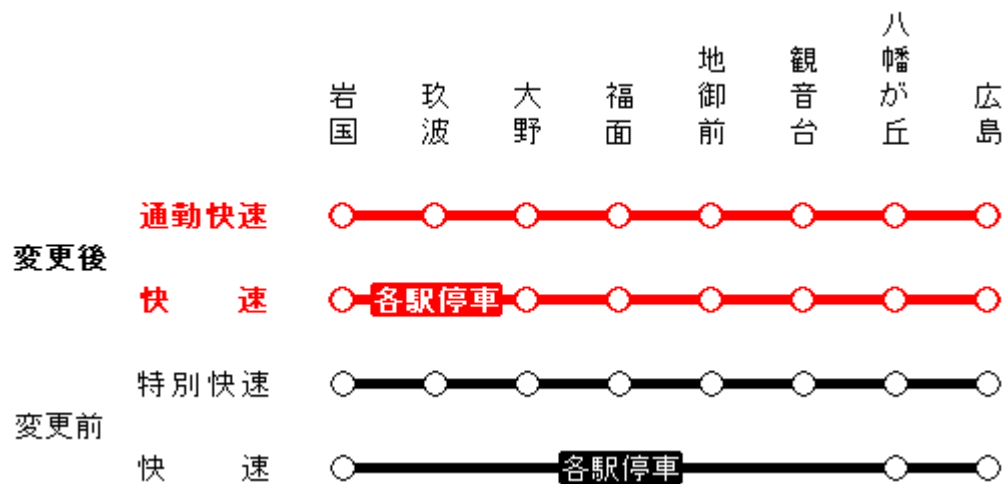 岩国
玖波
大野
福面
地御前
観音台
八幡が丘
広島
変更後
通勤快速
快速
各駅停車
変更前
特別快速
快速
各駅停車